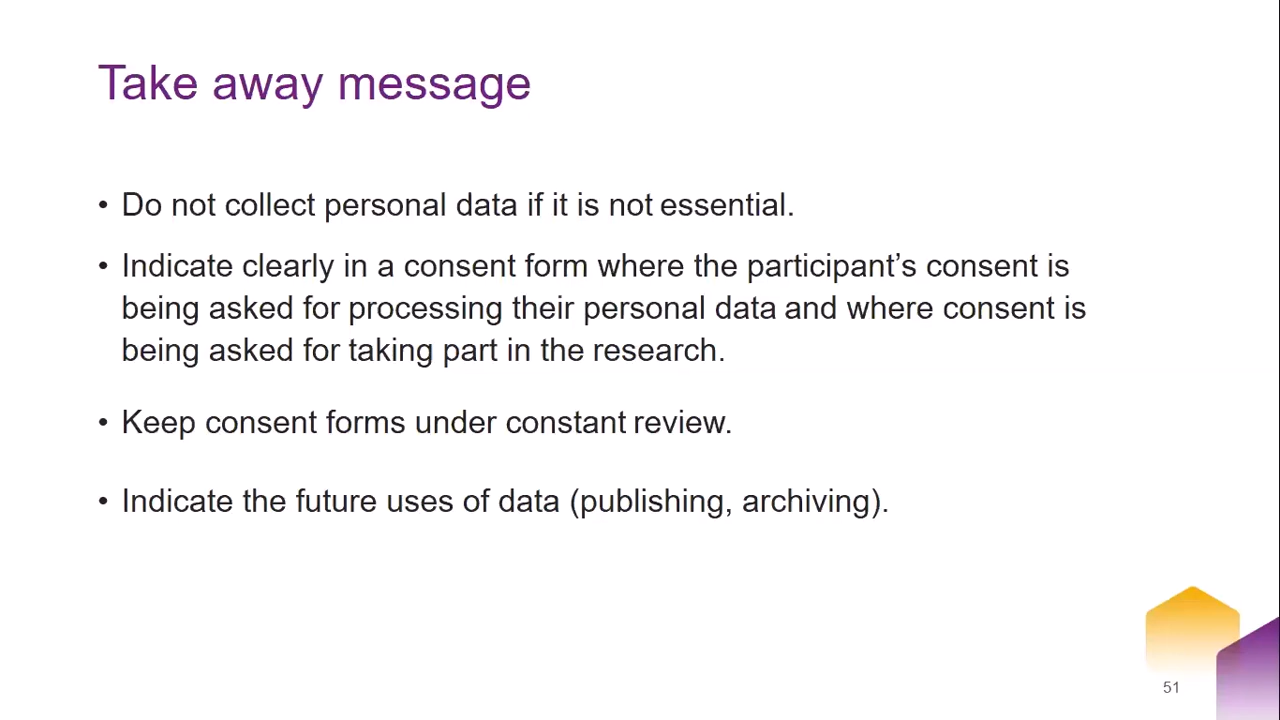 Take away message
• Do not collect personal data if it is not essential.
• Indicate clearly in a consent form where the participant’s consent is
being asked for processing their personal data and where consent is
being asked for taking part in the research.
• Keep consent forms under constant review.
• Indicate the future uses of data (publishing, archiving).
51